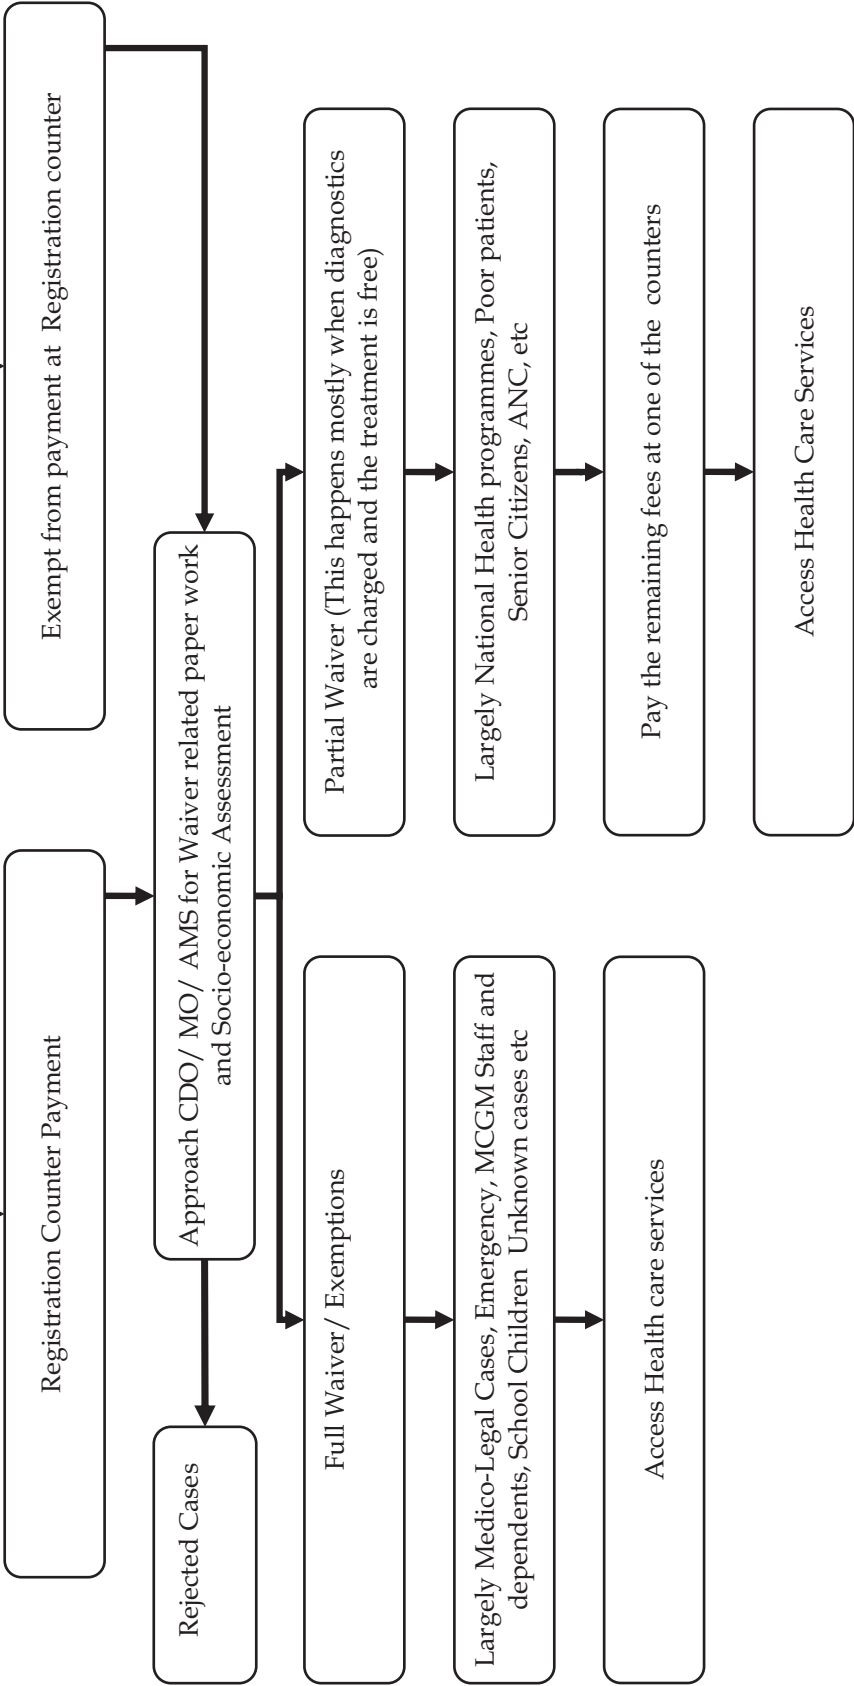 Registration Counter Payment
Exempt from payment at Registration counter
Rejected Cases
Approach CDO/ MO/ AMS for Waiver related paper work
and Socio-economic Assessment
Full Waiver/ Exemptions
Partial Waiver (This happens mostly when diagnostics
are charged and the treatment is free)
Largely Medico-Legal Cases, Emergency, MCGM Staff and
dependents, School Children Unknown cases etc
Largely National Health programmes, Poor patients,
Senior Citizens, ANC, etc
Access Health care services
Pay the remaining fees at one of the counters
Access Health Care Services